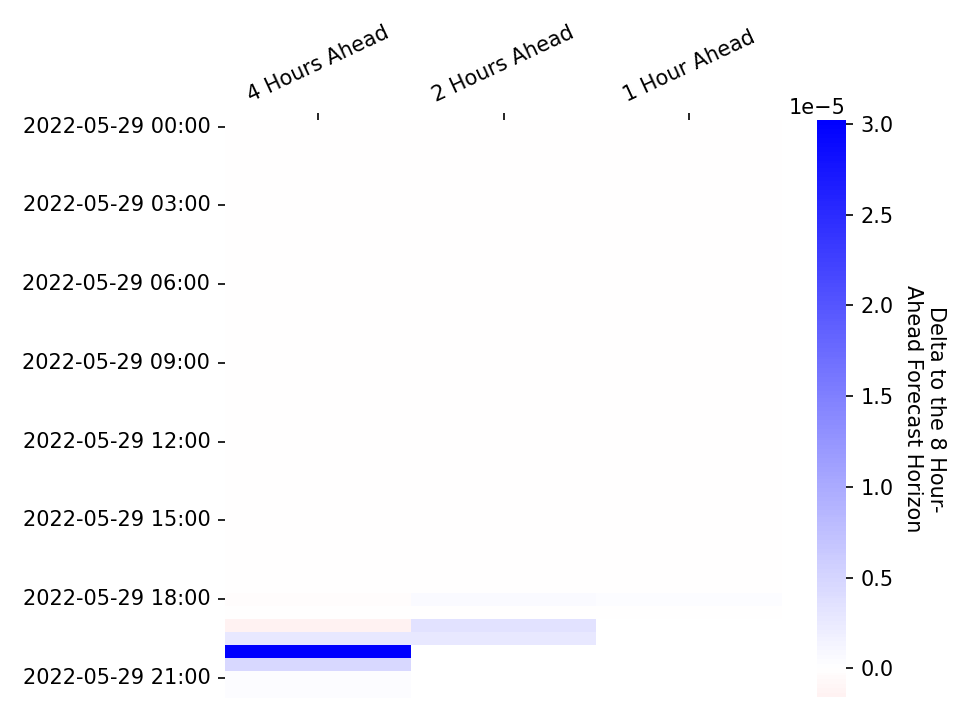 4 Hours Ahead
2 Hours Ahead
1 Hour Ahead
1e−5
2022-05-29 00:00
2022-05-29 03:00
2022-05-29 06:00
2022-05-29 09:00
2022-05-29 12:00
2022-05-29 15:00
2022-05-29 18:00
2022-05-29 21:00
3.0
2.5
2.0
1.5
1.0
0.5
0.0
Delta to the 8 Hour-
Ahead Forecast Horizon